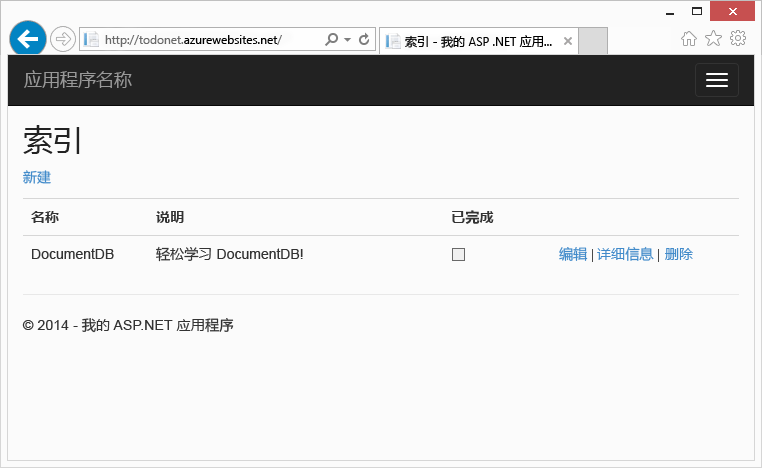 http://todonet.azurewebsites.net/
索引 - 我的 ASP .NET 应用...
应用程序名称
索引
新建
名称 说明 已完成
DocumentDB 轻松学习 DocumentDB! 编辑 | 详细信息 | 删除
© 2014 - 我的 ASP.NET 应用程序